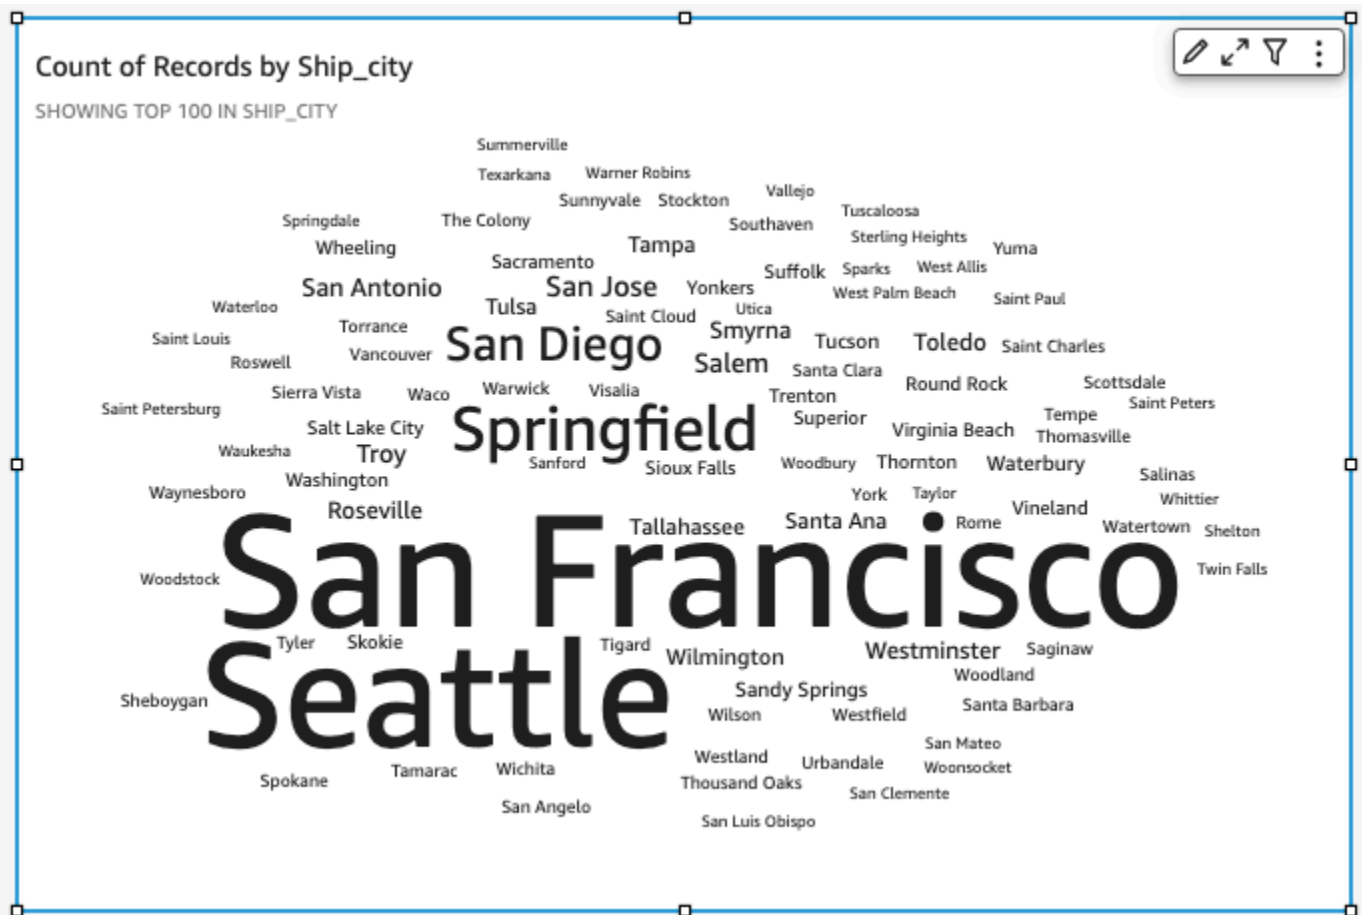 Count of Records by Ship_city
SHOWING TOP 100 IN SHIP_CITY
Summerville
Texarkana Warner Robins
Vallejo
Sunnyvale Stockton
Tuscaloosa
Springdale The Colony Southaven
Sterling Heights
Wheeling Tampa Yuma
Sacramento
Suffolk Sparks West Allis
San Antonio San Jose Yonkers
West Palm Beach Saint Paul
Waterloo Tulsa Utica
Saint Cloud
Torrance Smyrna
Saint Louis San Diego Tucson Toledo Saint Charles
Vancouver
Roswell Salem Santa Clara
Round Rock Scottsdale
Sierra Vista Waco Warwick Visalia Trenton
Saint Peters
Saint Petersburg Tempe
Superior
Salt Lake City Springfield Virginia Beach
Thomasville
Waukesha Troy
Sanford Sioux Falls Woodbury Thornton Waterbury
Salinas
Washington
Waynesboro York Taylor
Whittier
Roseville Vineland
Tallahassee Santa Ana Rome Watertown Shelton
Twin Falls
Woodstock San Francisco
Tyler Skokie Tigard Westminster Saginaw
Wilmington
Woodland
Sandy Springs
Sheboygan Seattle Santa Barbara
Wilson Westfield
San Mateo
Westland Urbandale
Tamarac Wichita Woonsocket
Spokane Thousand Oaks
San Clemente
San Angelo
San Luis Obispo